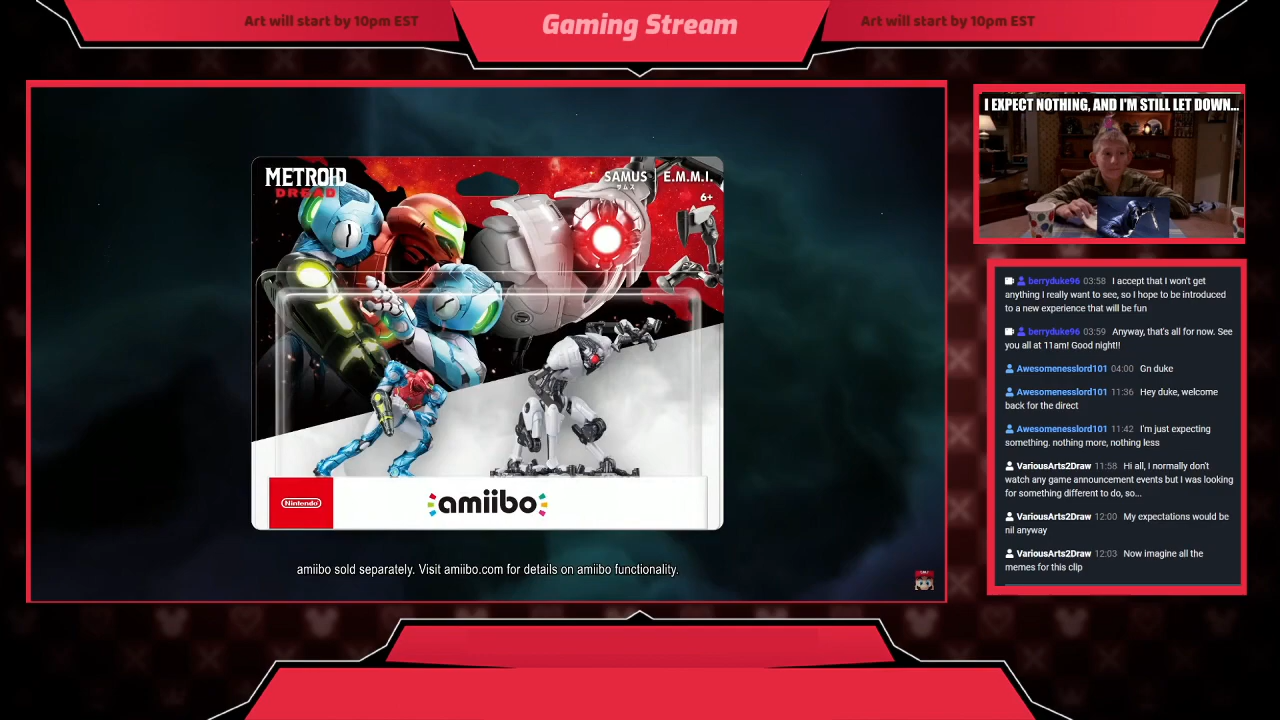 Art will start by 10pm EST
Gaming Stream
Art will start by 10pm EST
METROID
DREAD
SAMUS
サムス
E.M.M.I.
6+
Nintendo
amiibo
amiibo sold separately. Visit amiibo.com for details on amiibo functionality.
I EXPECT NOTHING, AND I'M STILL LET DOWN...
berryduke96 03:58 I accept that I won't get
anything I really want to see, so I hope to be introduced
to a new experience that will be fun
berryduke96 03:59 Anyway, that's all for now. See
you all at 11am! Good night!!
Awesomenesslord101 04:00 Gn duke
Awesomenesslord101 11:36 Hey duke, welcome
back for the direct
Awesomenesslord101 11:42 I'm just expecting
something. nothing more, nothing less
VariousArts2Draw 11:58 Hi all, I normally don't
watch any game announcement events but I was looking
for something different to do, so...
VariousArts2Draw 12:00 My expectations would be
nil anyway
VariousArts2Draw 12:03 Now imagine all the
memes for this clip